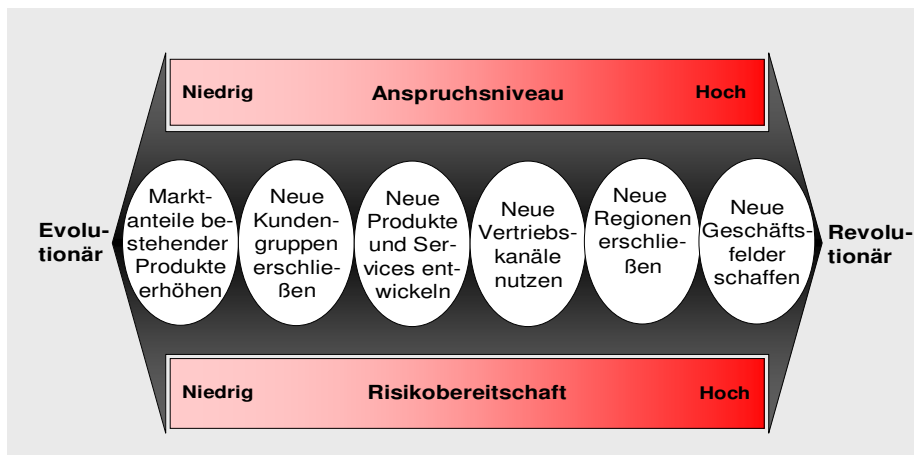 Niedrig Anspruchsniveau Hoch
Evolu-
tionär
Markt-
anteile be-
stehender
Produkte
erhöhen
Neue
Kunden-
gruppen
erschlie-
ßen
Neue
Produkte
und Ser-
vices ent-
wickeln
Neue
Vertriebs-
kanäle
nutzen
Neue
Regionen
erschlie-
ßen
Neue
Geschäfts-
felder
schaffen
Revolu-
tionär
Niedrig Risikobereitschaft Hoch